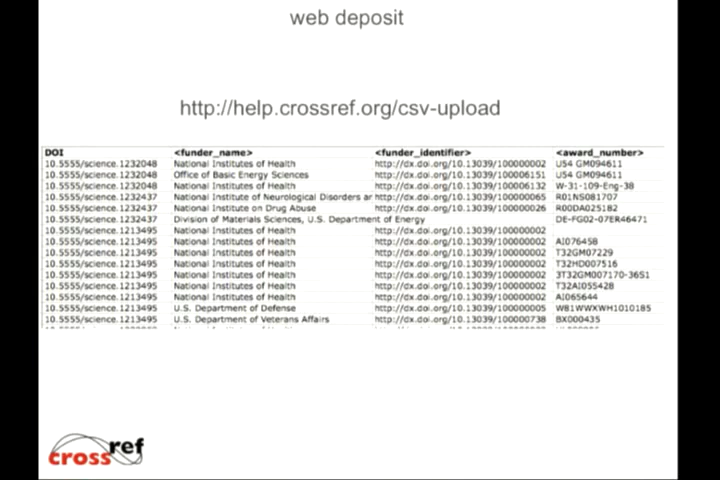 web deposit
http://help.crossref.org/csv-upload
DOI <funder_name> <funder_identifier> <award_number>
10.5555/science.1232048 National Institutes of Health http://dx.doi.org/10.13039/100000002 U54 GM094611
10.5555/science.1232048 Office of Basic Energy Sciences http://dx.doi.org/10.13039/100006151 U54 GM094611
10.5555/science.1232048 National Institutes of Health http://dx.doi.org/10.13039/100006132 W-31-109-Eng-38
10.5555/science.1232437 National Institute of Neurological Disorders ar http://dx.doi.org/10.13039/100000065 R01NS081707
10.5555/science.1232437 National Institute on Drug Abuse http://dx.doi.org/10.13039/100000026 R00DA025182
10.5555/science.1232437 Division of Materials Sciences, U.S. Department of Energy DE-FG02-07ER46471
10.5555/science.1213495 National Institutes of Health http://dx.doi.org/10.13039/100000002
10.5555/science.1213495 National Institutes of Health http://dx.doi.org/10.13039/100000002 AI076458
10.5555/science.1213495 National Institutes of Health http://dx.doi.org/10.13039/100000002 T32GM07229
10.5555/science.1213495 National Institutes of Health http://dx.doi.org/10.13039/100000002 T32HD007516
10.5555/science.1213495 National Institutes of Health http://dx.doi.org/10.13039/100000002 3T32GM007170-36S1
10.5555/science.1213495 National Institutes of Health http://dx.doi.org/10.13039/100000002 T32AI055428
10.5555/science.1213495 National Institutes of Health http://dx.doi.org/10.13039/100000002 AI065644
10.5555/science.1213495 U.S. Department of Defense http://dx.doi.org/10.13039/100000005 W81WWXWH1010185
10.5555/science.1213495 U.S. Department of Veterans Affairs http://dx.doi.org/10.13039/100000738 BX000435
crossref